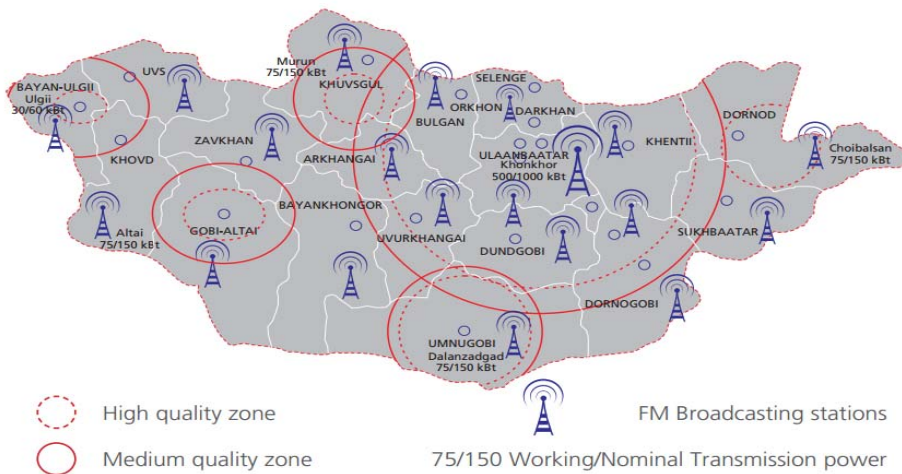 Murun
75/150 kBt
KHUVSGUL
UVS
BAYAN-ULGII
Ulgii
30/60 kBt
SELENGE
ORKHON
DARKHAN
BULGAN
DORNOD
KHOVD
ZAVKHAN
ARKHANGAI
ULAANBAATAR
Khonkhor
500/1000 kBt
KHENTII
Choibalsan
75/150 kBt
Altai
75/150 kBt
GOBI-ALTAI
BAYANKHONGOR
UVURKHANGAI
DUNDGOBI
SUKHBAATAR
DORNOGOBI
UMNUGOBI
Dalanzadgad
75/150 kBt
High quality zone
FM Broadcasting stations
Medium quality zone
75/150 Working/Nominal Transmission power